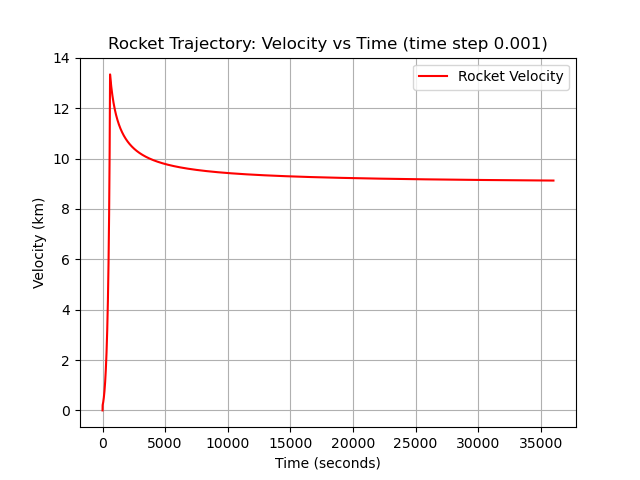 Rocket Trajectory: Velocity vs Time (time step 0.001)
Rocket Velocity
Velocity (km)
14
12
10
8
6
4
2
0
0 5000 10000 15000 20000 25000 30000 35000
Time (seconds)